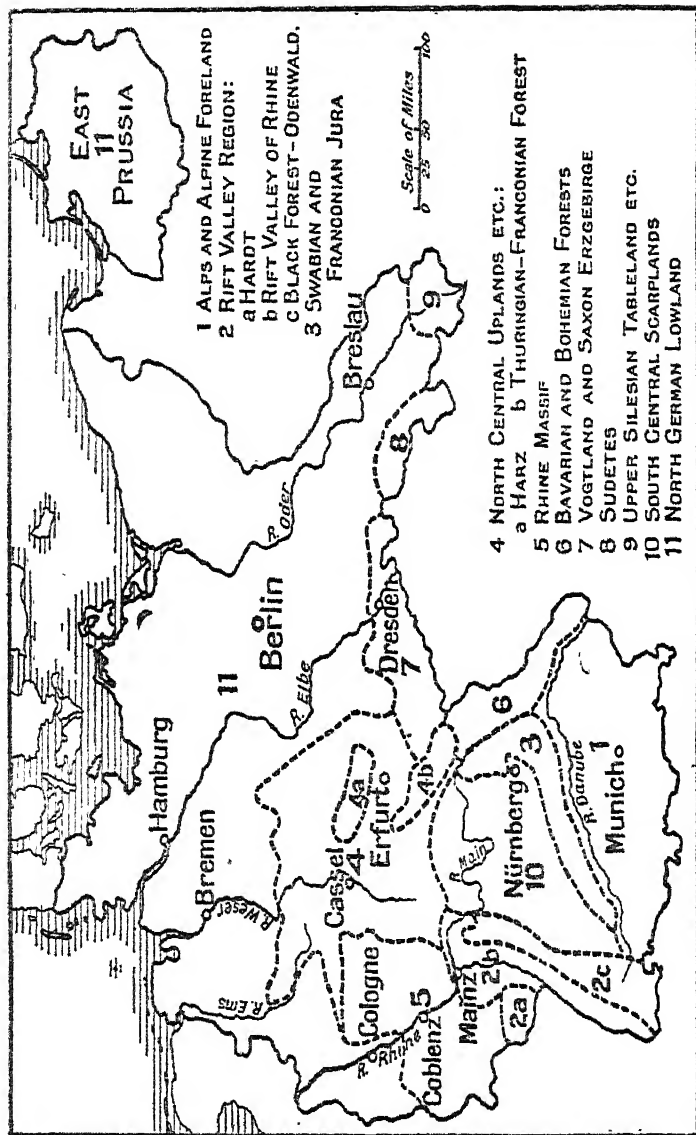 EAST
11
PRUSSIA
1 ALPS AND ALPINE FORELAND
2 RIFT VALLEY REGION:
a HARDT
b RIFT VALLEY OF RHINE
c BLACK FOREST-ODENWALD.
3 SWABIAN AND
FRANCONIAN JURA
Scale of Miles
0 25 50 100
4 NORTH CENTRAL UPLANDS ETC.:
a HARZ b THURINGIAN-FRANCONIAN FOREST
5 RHINE MASSIF
6 BAVARIAN AND BOHEMIAN FORESTS
7 VOGTLAND AND SAXON ERZGEBIRGE
8 SUDETES
9 UPPER SILESIAN TABLELAND ETC.
10 SOUTH CENTRAL SCARPLANDS
11 NORTH GERMAN LOWLAND
Hamburg
Bremen
R. Weser
R. Ems
11
Berlin
R. Elbe
R. Oder
Breslau
9
8
Dresden
7
4a
Erfurt
4b
Cassel
4
Cologne
R. Rhine
Coblenz
5
Mainz
R. Main
2b
2a
2c
Nürnberg
10
3
6
R. Danube
Munich
1